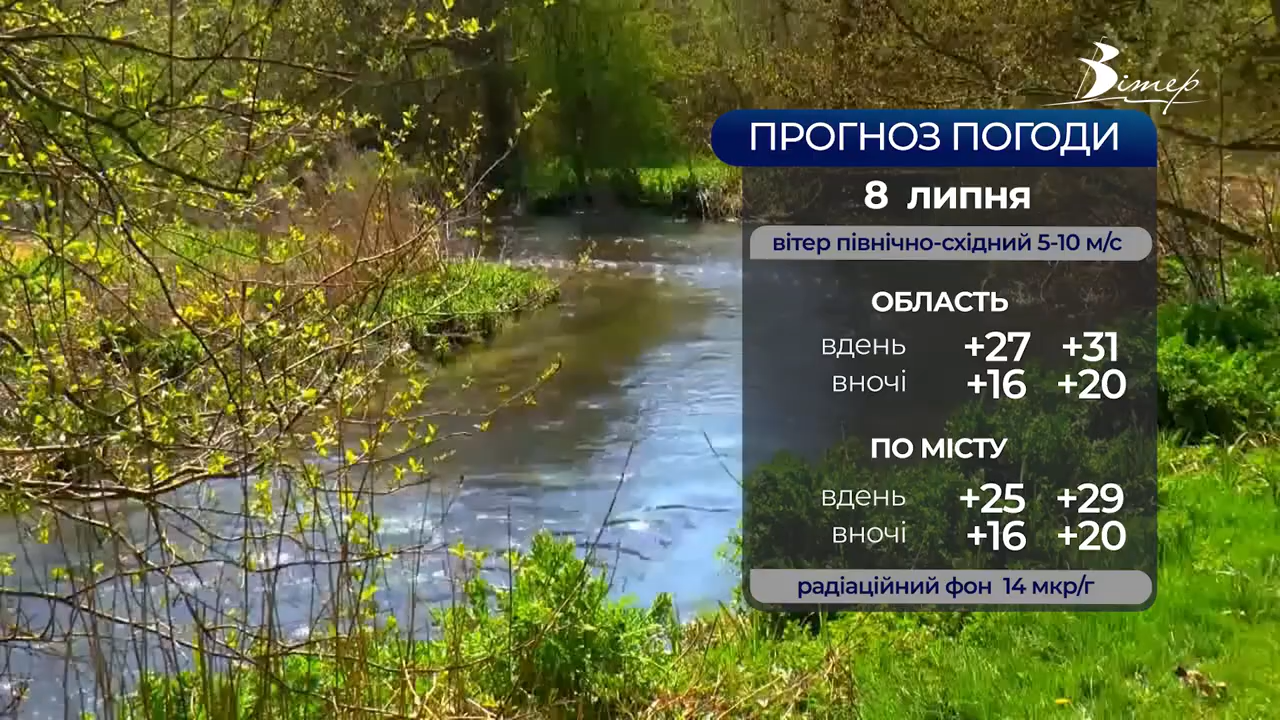 Вітер
ПРОГНОЗ ПОГОДИ
8 липня
вітер північно-східний 5-10 м/с
ОБЛАСТЬ
вдень +27 +31
вночі +16 +20
ПО МІСТУ
вдень +25 +29
вночі +16 +20
радіаційний фон 14 мкр/г